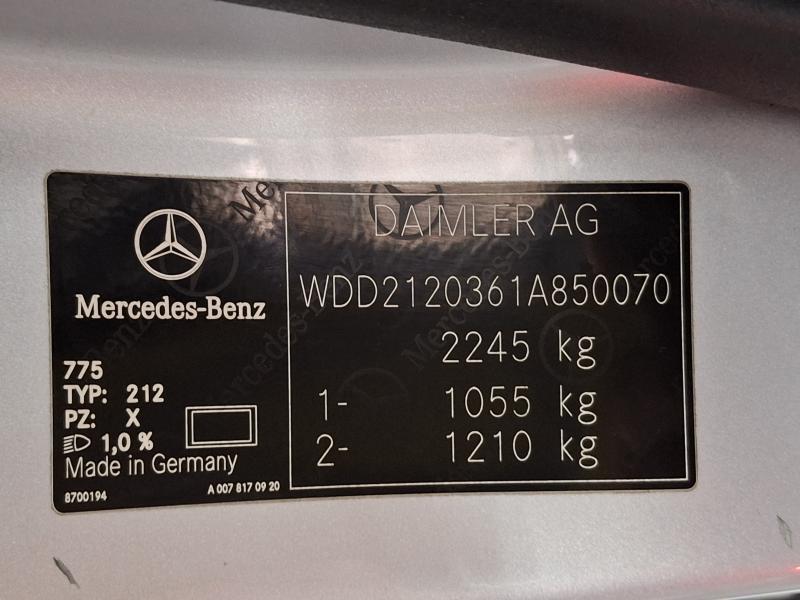 Mercedes-Benz
775
TYP: 212
PZ: X
1,0 %
Made in Germany
8700194
A 007 817 09 20
DAIMLER AG
WDD2120361A850070
2245 kg
1- 1055 kg
2- 1210 kg